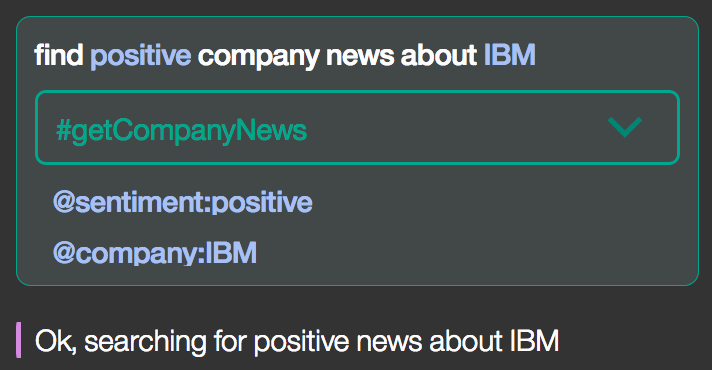 find positive company news about IBM
#getCompanyNews
@sentiment:positive
@company:IBM
Ok, searching for positive news about IBM